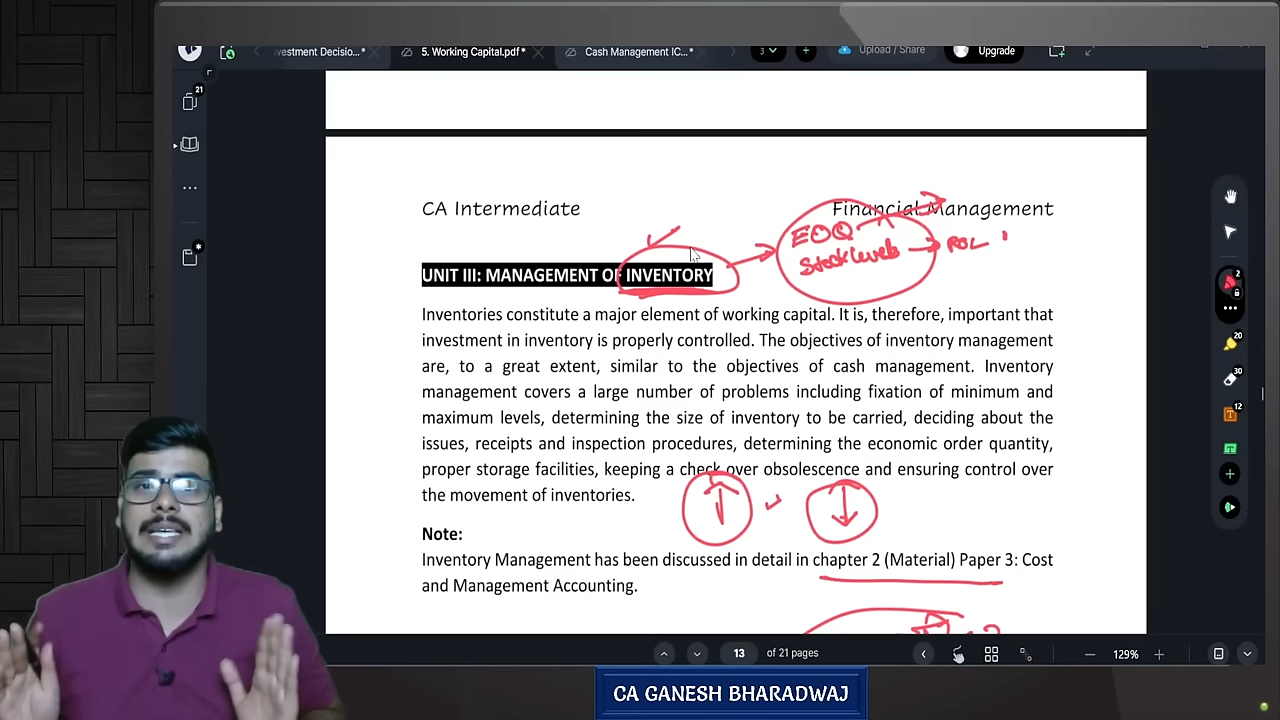 vestment Decisio...*
5. Working Capital.pdf*
Cash Management IC...*
3
Upload / Share
Upgrade
21
CA Intermediate
Financial Management
EOQ
Stock levels
ROL
UNIT III: MANAGEMENT OF INVENTORY
Inventories constitute a major element of working capital. It is, therefore, important that
investment in inventory is properly controlled. The objectives of inventory management
are, to a great extent, similar to the objectives of cash management. Inventory
management covers a large number of problems including fixation of minimum and
maximum levels, determining the size of inventory to be carried, deciding about the
issues, receipts and inspection procedures, determining the economic order quantity,
proper storage facilities, keeping a check over obsolescence and ensuring control over
the movement of inventories.
Note:
Inventory Management has been discussed in detail in chapter 2 (Material) Paper 3: Cost
and Management Accounting.
2
20
30
12
13
of 21 pages
129%
CA GANESH BHARADWAJ